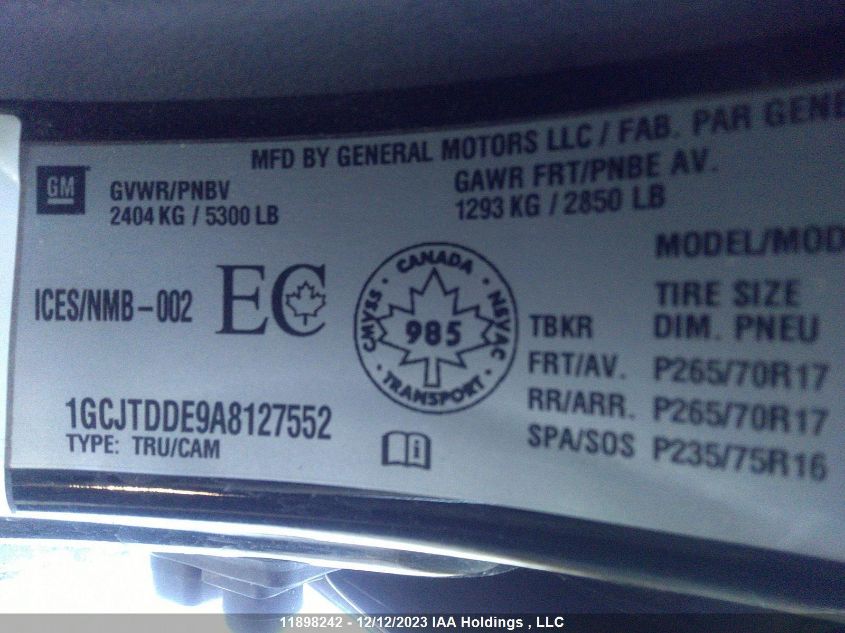 MFD BY GENERAL MOTORS LLC / FAB. PAR GENE
GM
GVWR/PNBV
2404 KG / 5300 LB
GAWR FRT/PNBE AV.
1293 KG / 2850 LB
MODEL/MOD
ICES/NMB-002
EC
CANADA
CMVSS
985
NSVAC
TRANSPORT
TIRE SIZE
TBKR DIM. PNEU
FRT/AV. P265/70R17
RR/ARR. P265/70R17
SPA/SOS P235/75R16
1GCJTDDE9A8127552
TYPE: TRU/CAM
11898242 - 12/12/2023 IAA Holdings , LLC